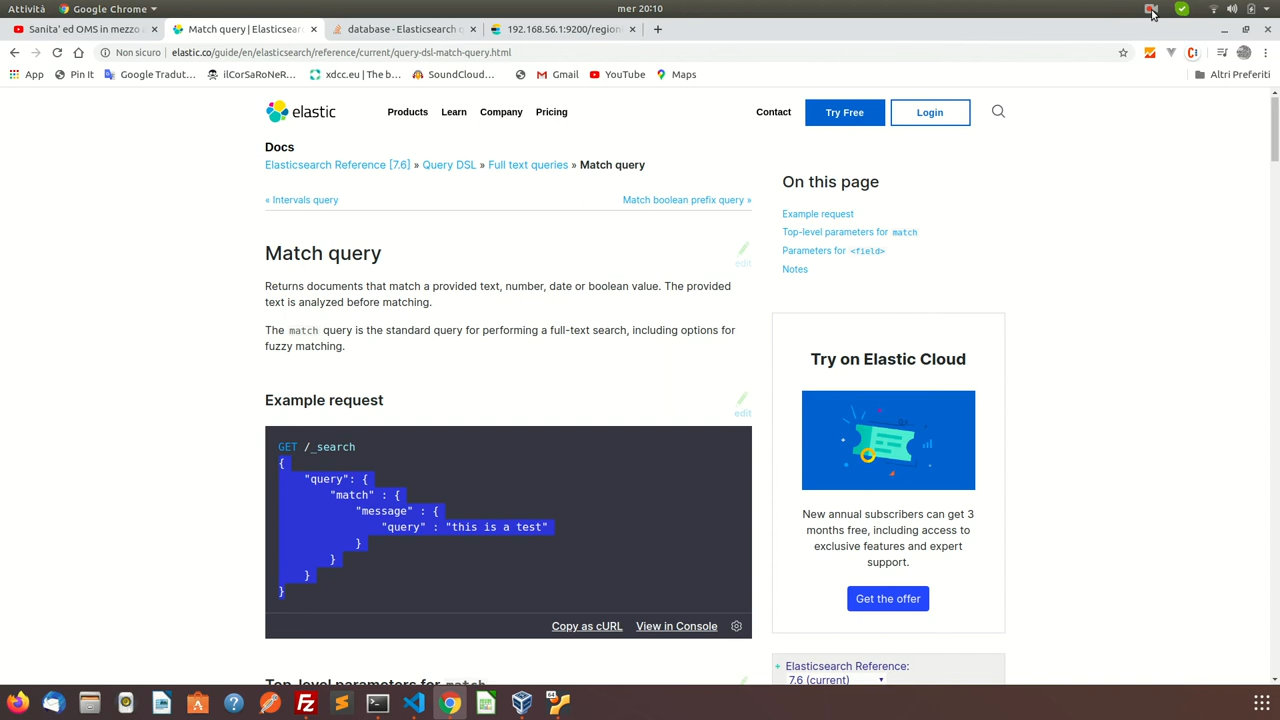 Attività
Google Chrome
mer 20:10
Sanita' ed OMS in mezzo a
Match query | Elasticsear
database - Elasticsearch q
192.168.56.1:9200/region
Non sicuro
elastic.co/guide/en/elasticsearch/reference/current/query-dsl-match-query.html
App
Pin It
Google Tradut...
ilCorSaRoNeR...
xdcc.eu | The b...
SoundCloud...
Gmail
YouTube
Maps
Altri Preferiti
elastic
Products
Learn
Company
Pricing
Contact
Try Free
Login
Docs
Elasticsearch Reference [7.6] » Query DSL » Full text queries » Match query
« Intervals query
Match boolean prefix query »
Match query
edit
Returns documents that match a provided text, number, date or boolean value. The provided
text is analyzed before matching.
The match query is the standard query for performing a full-text search, including options for
fuzzy matching.
Example request
edit
GET /_search
{
"query": {
"match" : {
"message" : {
"query" : "this is a test"
}
}
}
}
Copy as cURL
View in Console
Top-level parameters for match
On this page
Example request
Top-level parameters for match
Parameters for <field>
Notes
Try on Elastic Cloud
New annual subscribers can get 3
months free, including access to
exclusive features and expert
support.
Get the offer
+ Elasticsearch Reference:
7.6 (current)